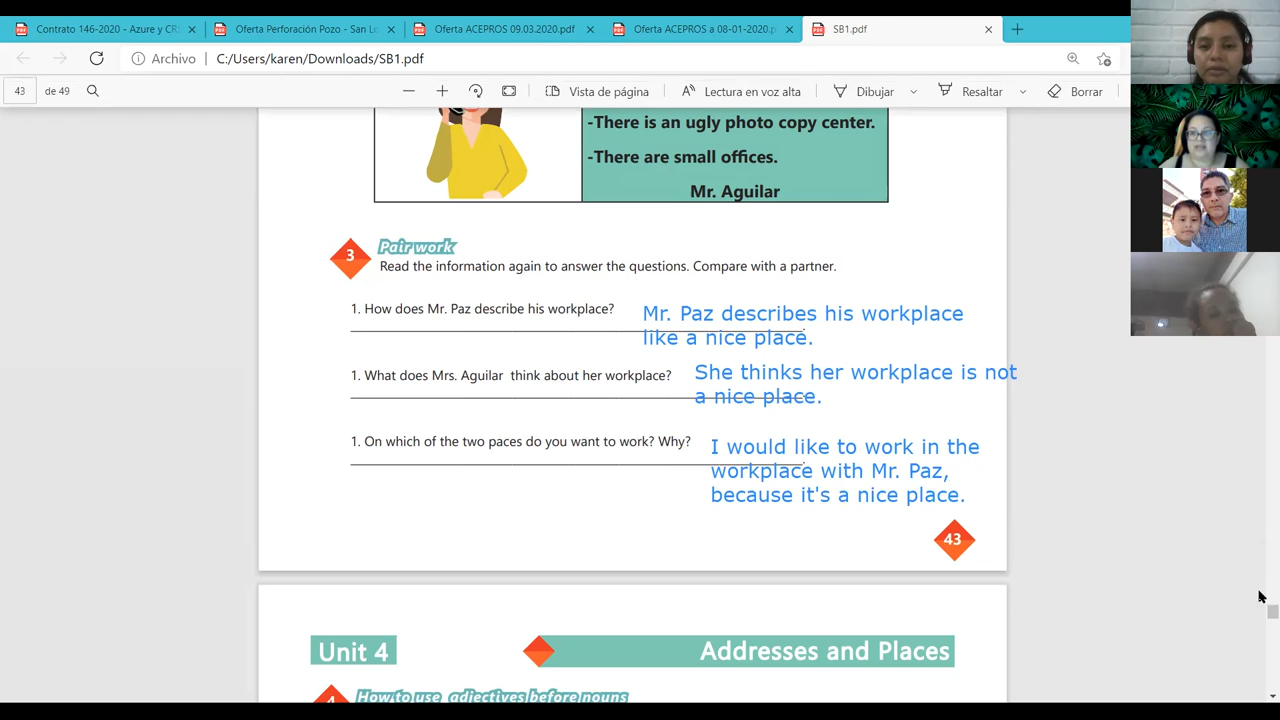 Contrato 146-2020 - Azure y CR
Oferta Perforación Pozo - San Lo
Oferta ACEPROS 09.03.2020.pdf
Oferta ACEPROS a 08-01-2020.p
SB1.pdf
Archivo
C:/Users/karen/Downloads/SB1.pdf
43
de 49
Vista de página
Lectura en voz alta
Dibujar
Resaltar
Borrar
-There is an ugly photo copy center.
-There are small offices.
Mr. Aguilar
3
Pair work
Read the information again to answer the questions. Compare with a partner.
1. How does Mr. Paz describe his workplace?
Mr. Paz describes his workplace
like a nice place.
1. What does Mrs. Aguilar think about her workplace?
She thinks her workplace is not
a nice place.
1. On which of the two paces do you want to work? Why?
I would like to work in the
workplace with Mr. Paz,
because it's a nice place.
43
Unit 4
Addresses and Places
4
How to use adjectives before nouns